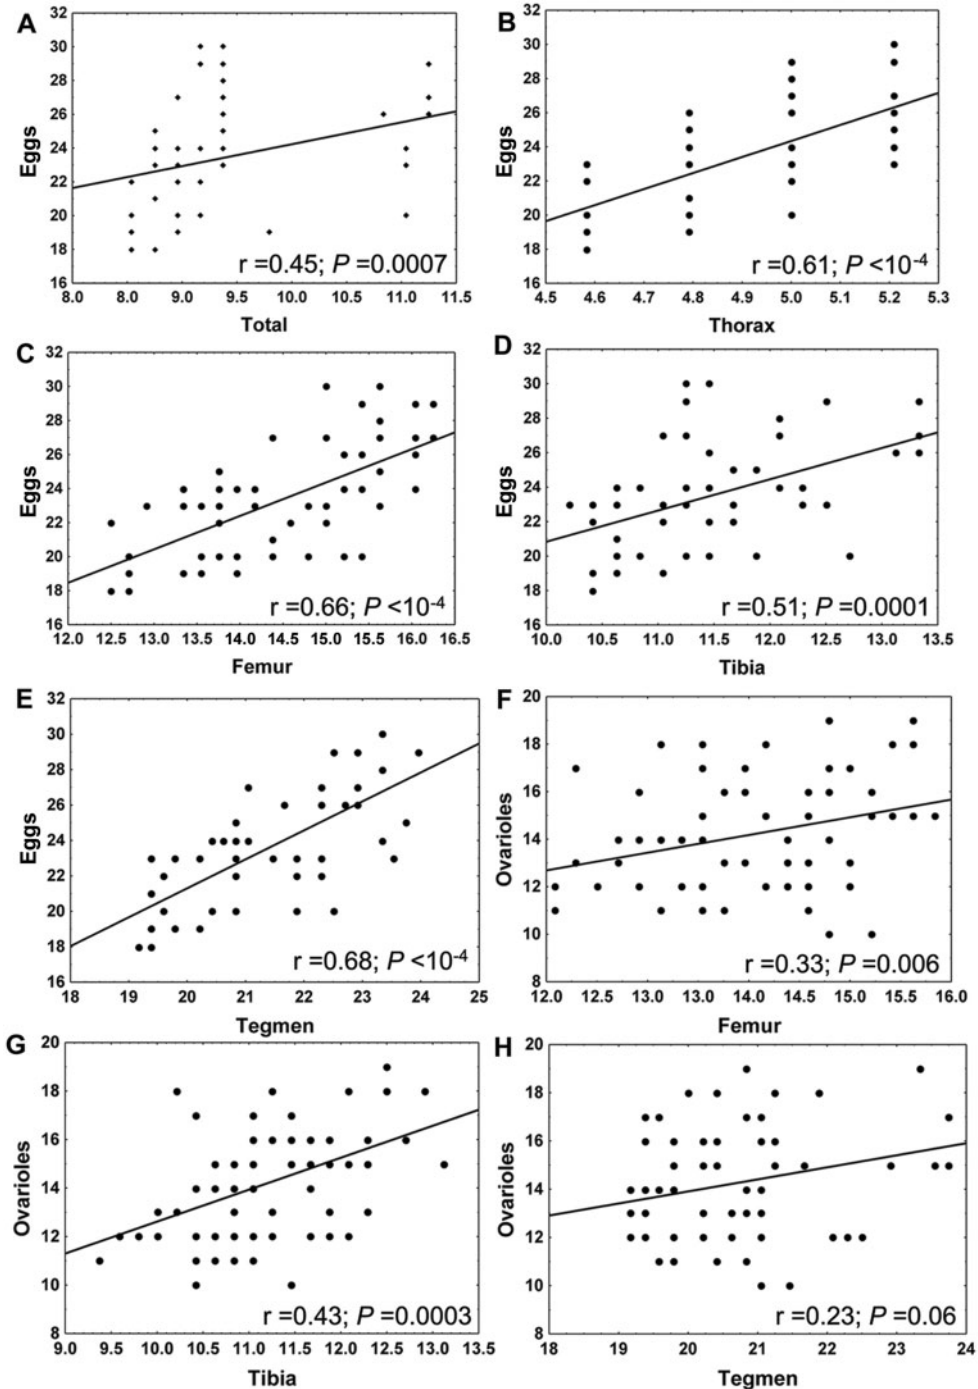 A
32
30
28
26
24
22
20
18
16
Eggs
r =0.45; P =0.0007
8.0 8.0 9.0 9.5 10.0 10.5 11.0 11.5
Total
B
32
30
28
26
24
22
20
18
16
Eggs
r =0.61; P <10-4
4.5 4.6 4.7 4.8 4.9 5.0 5.1 5.2 5.3
Thorax
C
32
30
28
26
24
22
20
18
16
Eggs
r =0.66; P <10-4
12.0 12.5 13.0 13.5 14.0 14.5 15.0 15.5 16.0 16.5
Femur
D
32
30
28
26
24
22
20
18
16
Eggs
r =0.51; P =0.0001
10.0 10.5 11.0 11.5 12.0 12.5 13.0 13.5
Tibia
E
32
30
28
26
24
22
20
18
16
Eggs
r =0.68; P <10-4
18 19 20 21 22 23 24 25
Tegmen
F
20
18
16
14
12
10
8
Ovarioles
r =0.33; P =0.006
12.0 12.5 13.0 13.5 14.0 14.5 15.0 15.5 16.0
Femur
G
20
18
16
14
12
10
8
Ovarioles
r =0.43; P =0.0003
9.0 9.5 10.0 10.5 11.0 11.5 12.0 12.5 13.0 13.5
Tibia
H
20
18
16
14
12
10
8
Ovarioles
r =0.23; P =0.06
18 19 20 21 22 23 24
Tegmen